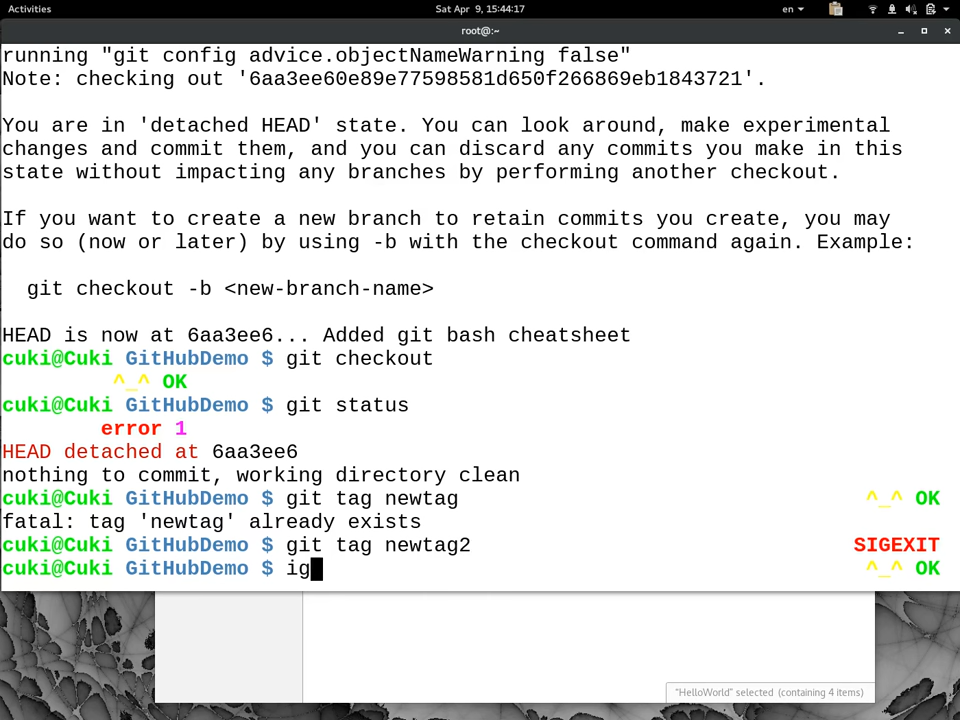 Activities
Sat Apr 9, 15:44:17
en
root@:~
running "git config advice.objectNameWarning false"
Note: checking out '6aa3ee60e89e77598581d650f266869eb1843721'.
You are in 'detached HEAD' state. You can look around, make experimental
changes and commit them, and you can discard any commits you make in this
state without impacting any branches by performing another checkout.
If you want to create a new branch to retain commits you create, you may
do so (now or later) by using -b with the checkout command again. Example:
git checkout -b <new-branch-name>
HEAD is now at 6aa3ee6... Added git bash cheatsheet
cuki@Cuki GitHubDemo $ git checkout
^_^ OK
cuki@Cuki GitHubDemo $ git status
error 1
HEAD detached at 6aa3ee6
nothing to commit, working directory clean
cuki@Cuki GitHubDemo $ git tag newtag ^_^ OK
fatal: tag 'newtag' already exists
cuki@Cuki GitHubDemo $ git tag newtag2 SIGEXIT
cuki@Cuki GitHubDemo $ ig ^_^ OK
"HelloWorld" selected (containing 4 items)